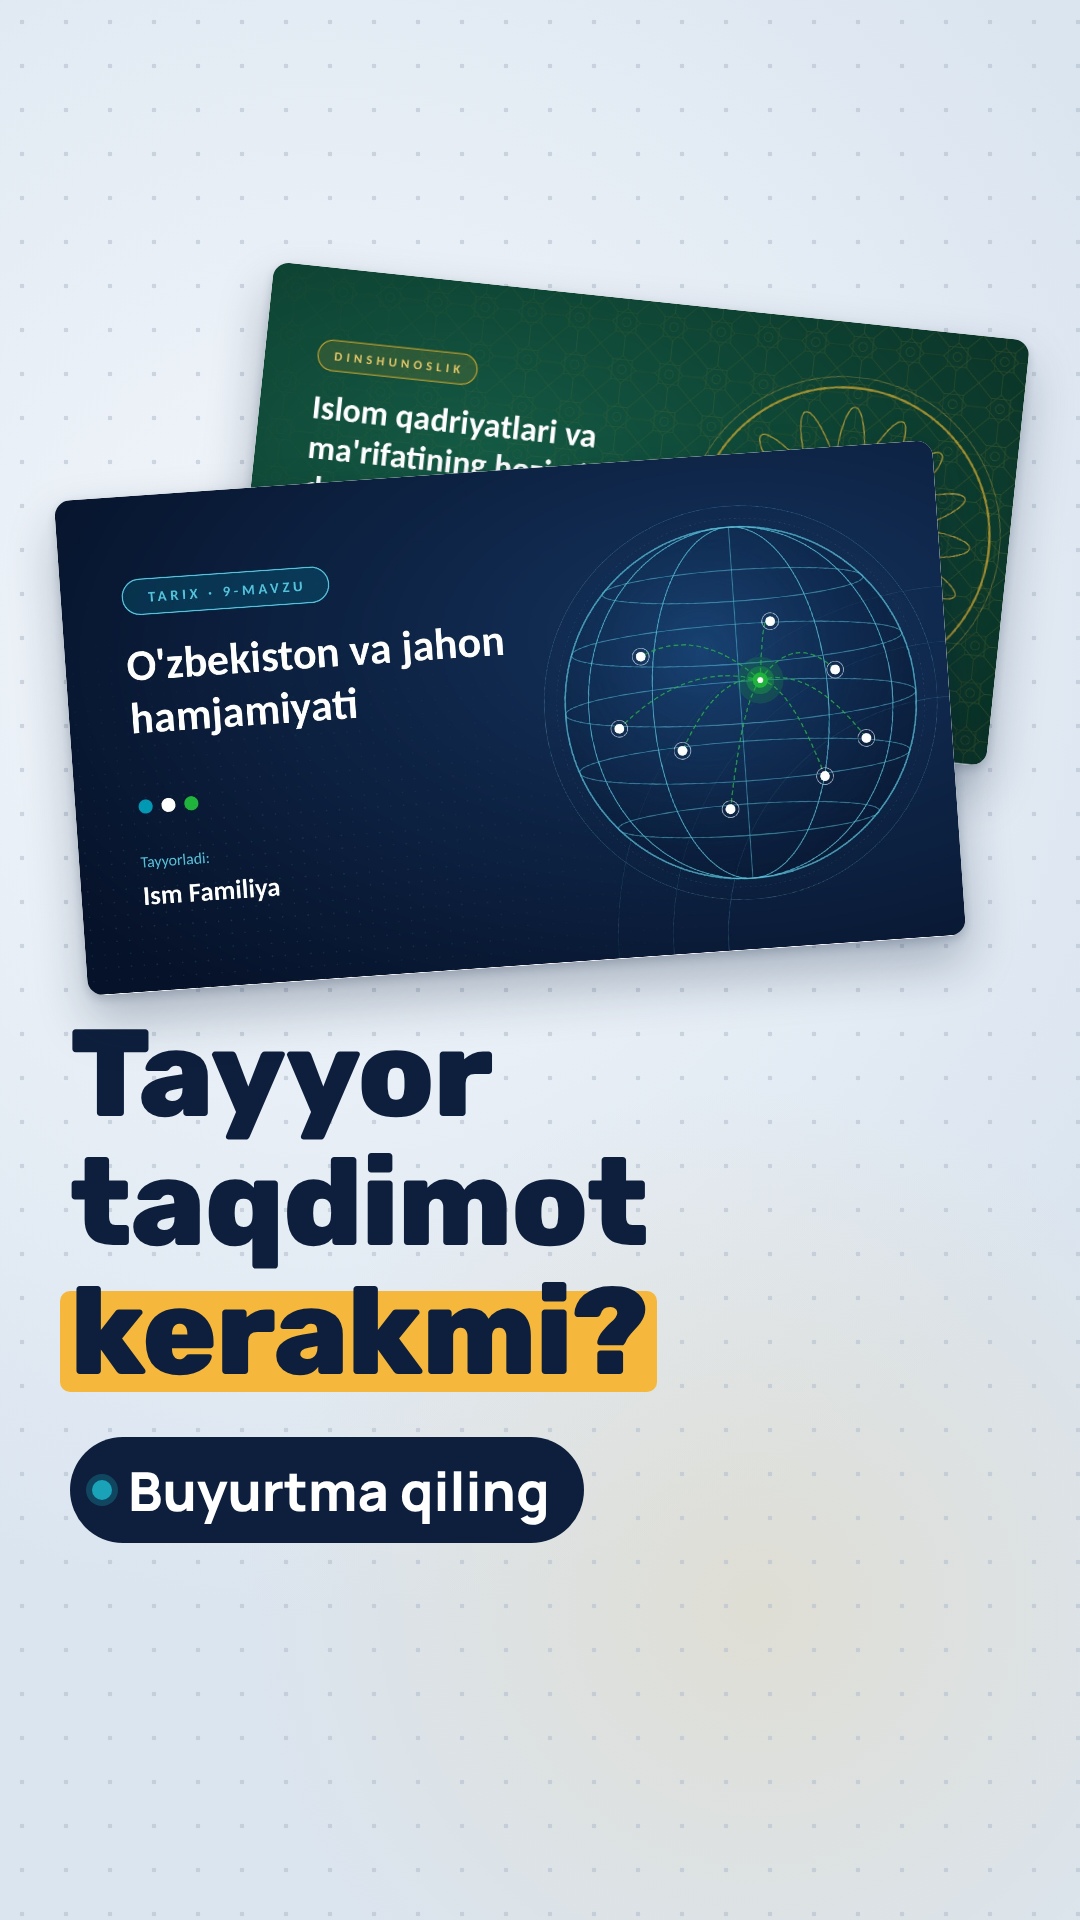 DINSHUNOSLIK
Islom qadriyatlari va
ma'rifatining
TARIX · 9-MAVZU
O'zbekiston va jahon
hamjamiyati
Tayyorladi:
Ism Familiya
Tayyor
taqdimot
kerakmi?
Buyurtma qiling